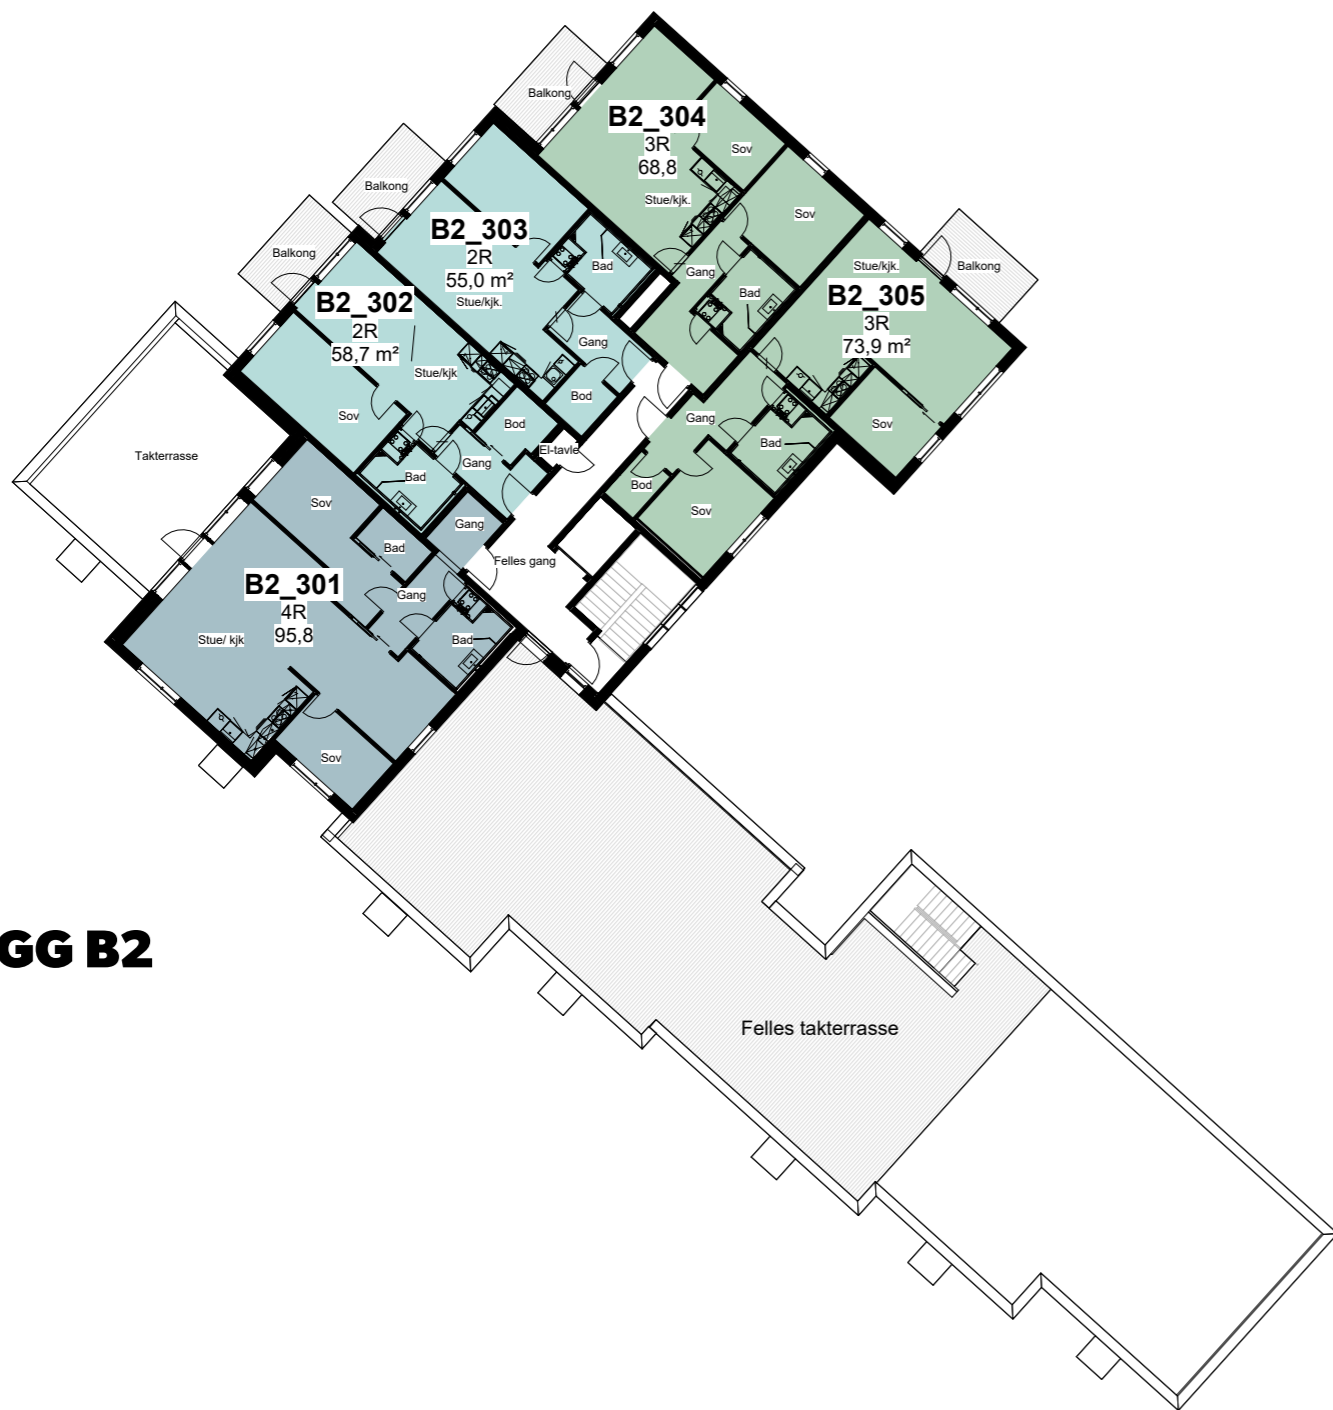 Balkong
B2_304
3R
68,8
Stue/kjk.
Sov
Sov
Gang
Bad
Balkong
B2_303
2R
55,0 m²
Stue/kjk.
Bad
Gang
Bod
Balkong
B2_302
2R
58,7 m²
Stue/kjk
Sov
Bod
Gang
Bad
El-tavle
Stue/kjk.
B2_305
3R
73,9 m²
Balkong
Sov
Gang
Bad
Bod
Sov
Takterrasse
Sov
Gang
Bad
B2_301
4R
95,8
Gang
Stue/ kjk
Bad
Sov
Felles gang
GG B2
Felles takterrasse